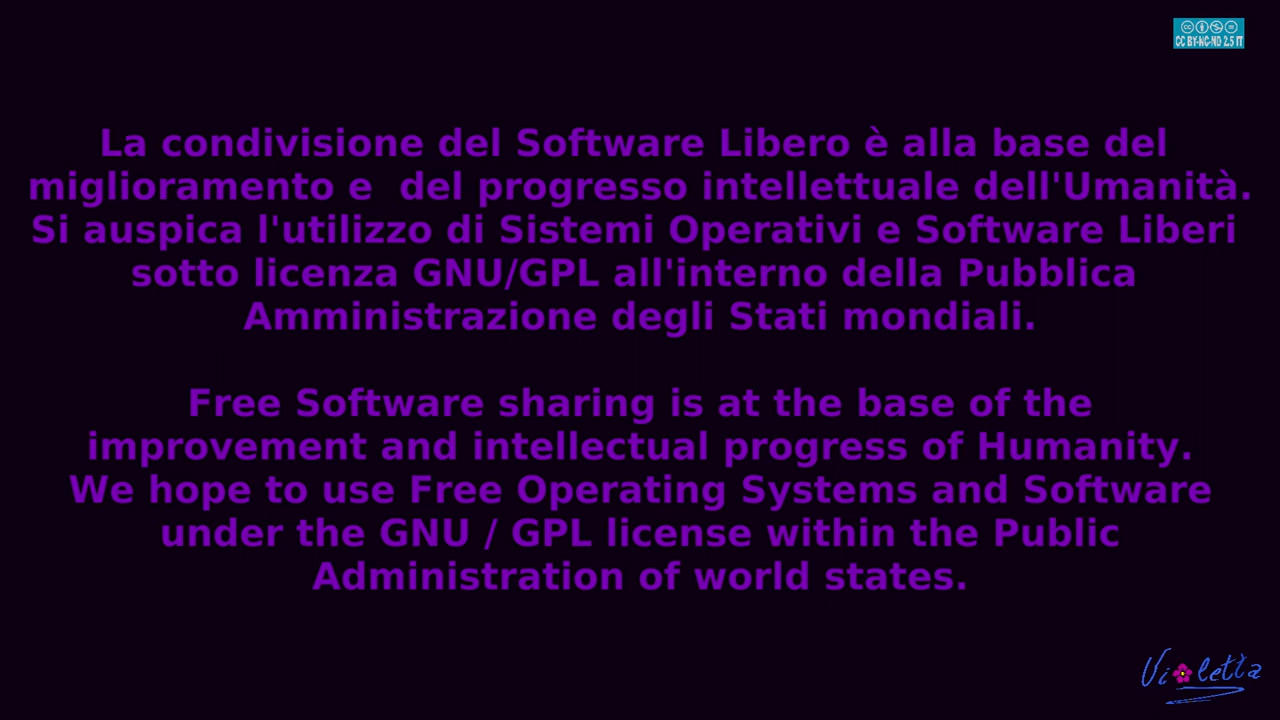 CC BY-NC-ND 2.5 IT
La condivisione del Software Libero è alla base del
miglioramento e  del progresso intellettuale dell'Umanità.
Si auspica l'utilizzo di Sistemi Operativi e Software Liberi
sotto licenza GNU/GPL all'interno della Pubblica
Amministrazione degli Stati mondiali.
Free Software sharing is at the base of the
improvement and intellectual progress of Humanity.
We hope to use Free Operating Systems and Software
under the GNU / GPL license within the Public
Administration of world states.
Violetta